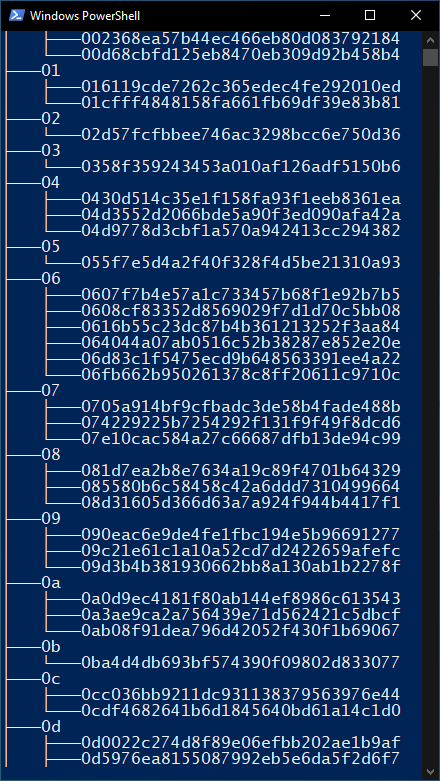 Windows PowerShell
│   ├───002368ea57b44ec466eb80d083792184
│   └───00d68cbfd125eb8470eb309d92b458b4
├───01
│   ├───016119cde7262c365edec4fe292010ed
│   └───01cfff4848158fa661fb69df39e83b81
├───02
│   └───02d57fcfbbee746ac3298bcc6e750d36
├───03
│   └───0358f359243453a010af126adf5150b6
├───04
│   ├───0430d514c35e1f158fa93f1eeb8361ea
│   ├───04d3552d2066bde5a90f3ed090afa42a
│   └───04d9778d3cbf1a570a942413cc294382
├───05
│   └───055f7e5d4a2f40f328f4d5be21310a93
├───06
│   ├───0607f7b4e57a1c733457b68f1e92b7b5
│   ├───0608cf83352d8569029f7d1d70c5bb08
│   ├───0616b55c23dc87b4b361213252f3aa84
│   ├───064044a07ab0516c52b38287e852e20e
│   ├───06d83c1f5475ecd9b648563391ee4a22
│   └───06fb662b950261378c8ff20611c9710c
├───07
│   ├───0705a914bf9cfbadc3de58b4fade488b
│   ├───074229225b7254292f131f9f49f8dcd6
│   └───07e10cac584a27c66687dfb13de94c99
├───08
│   ├───081d7ea2b8e7634a19c89f4701b64329
│   ├───085580b6c58458c42a6ddd7310499664
│   └───08d31605d366d63a7a924f944b4417f1
├───09
│   ├───090eac6e9de4fe1fbc194e5b96691277
│   ├───09c21e61c1a10a52cd7d2422659afefc
│   └───09d3b4b381930662bb8a130ab1b2278f
├───0a
│   ├───0a0d9ec4181f80ab144ef8986c613543
│   ├───0a3ae9ca2a756439e71d562421c5dbcf
│   └───0ab08f91dea796d42052f430f1b69067
├───0b
│   └───0ba4d4db693bf574390f09802d833077
├───0c
│   ├───0cc036bb9211dc931138379563976e44
│   └───0cdf4682641b6d1845640bd61a14c1d0
├───0d
│   ├───0d0022c274d8f89e06efbb202ae1b9af
│   ├───0d5976ea8155087992eb5e6da5f2d6f7